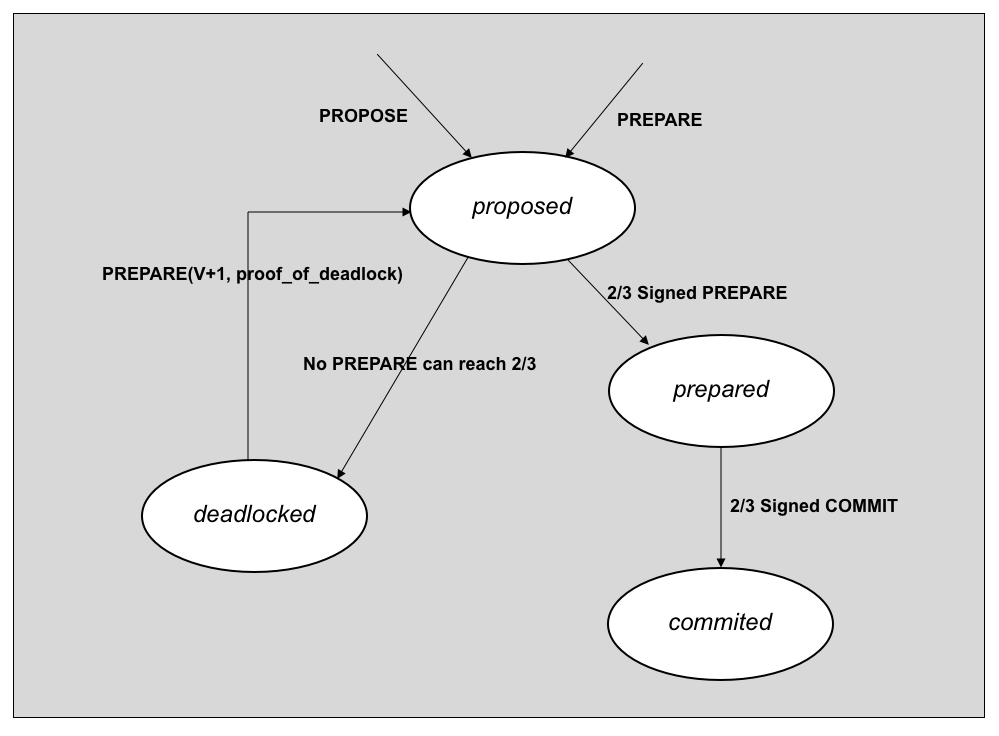 PROPOSE
PREPARE
proposed
PREPARE(V+1, proof_of_deadlock)
2/3 Signed PREPARE
No PREPARE can reach 2/3
prepared
deadlocked
2/3 Signed COMMIT
commited